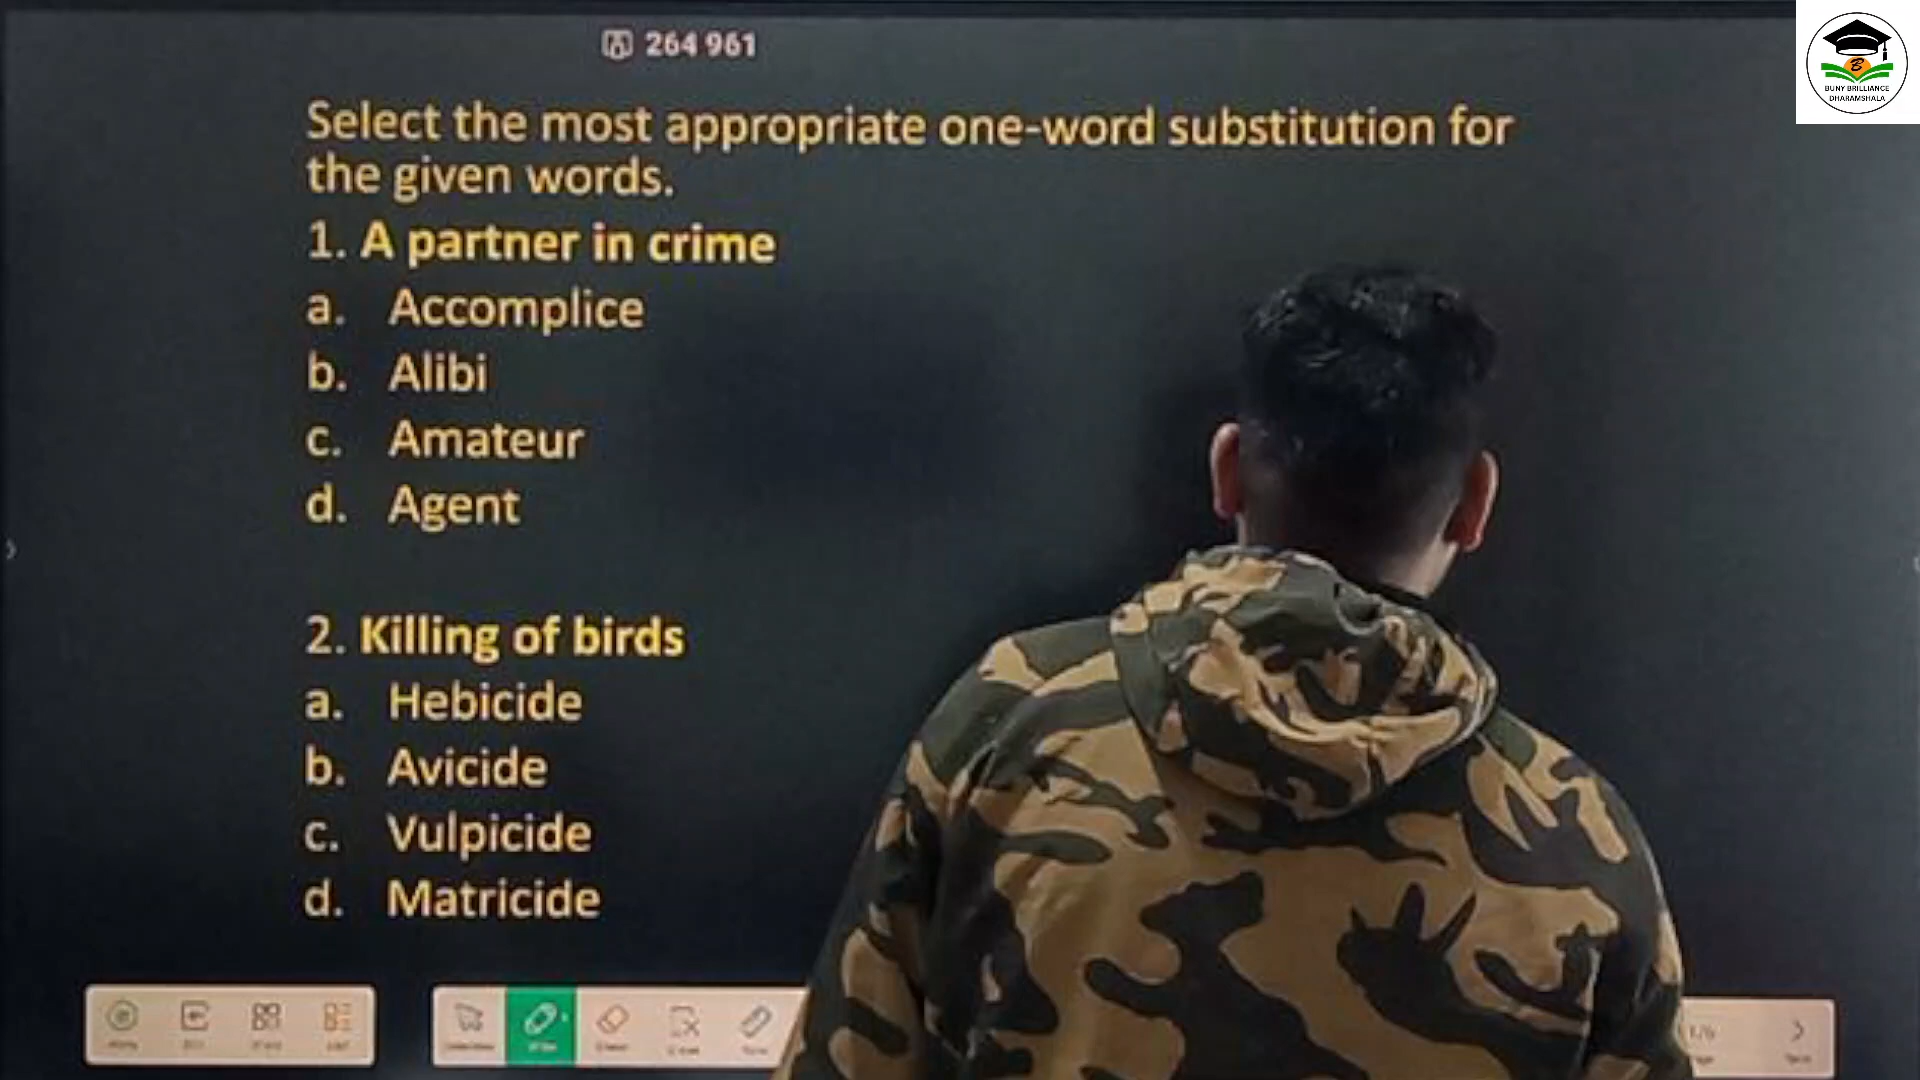 264 961
BUNY BRILLIANCE
DHARAMSHALA
Select the most appropriate one-word substitution for
the given words.
1. A partner in crime
a. Accomplice
b. Alibi
c. Amateur
d. Agent
2. Killing of birds
a. Hebicide
b. Avicide
c. Vulpicide
d. Matricide